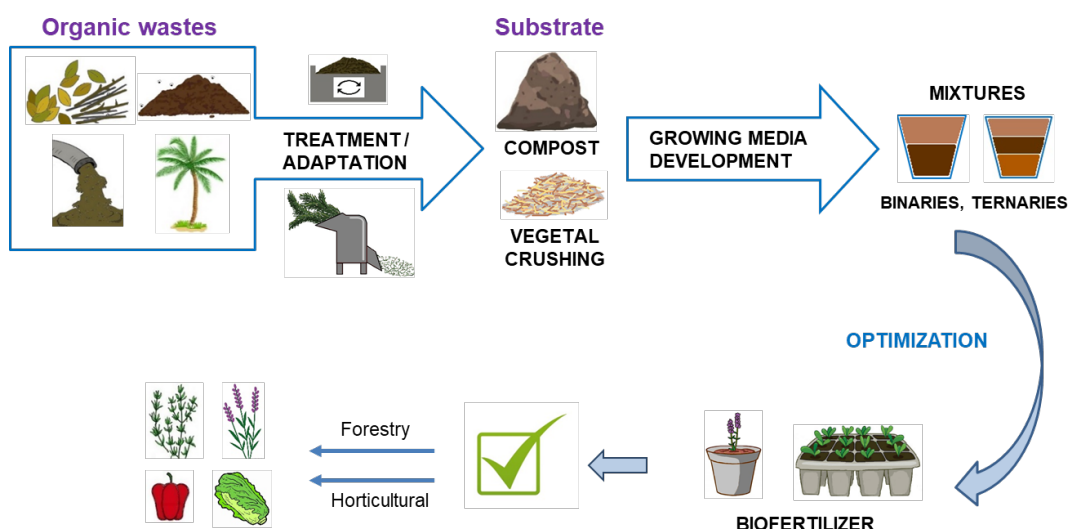 Organic wastes
Substrate
TREATMENT /
ADAPTATION
COMPOST
VEGETAL
CRUSHING
GROWING MEDIA
DEVELOPMENT
MIXTURES
BINARIES, TERNARIES
OPTIMIZATION
BIOFERTILIZER
Forestry
Horticultural